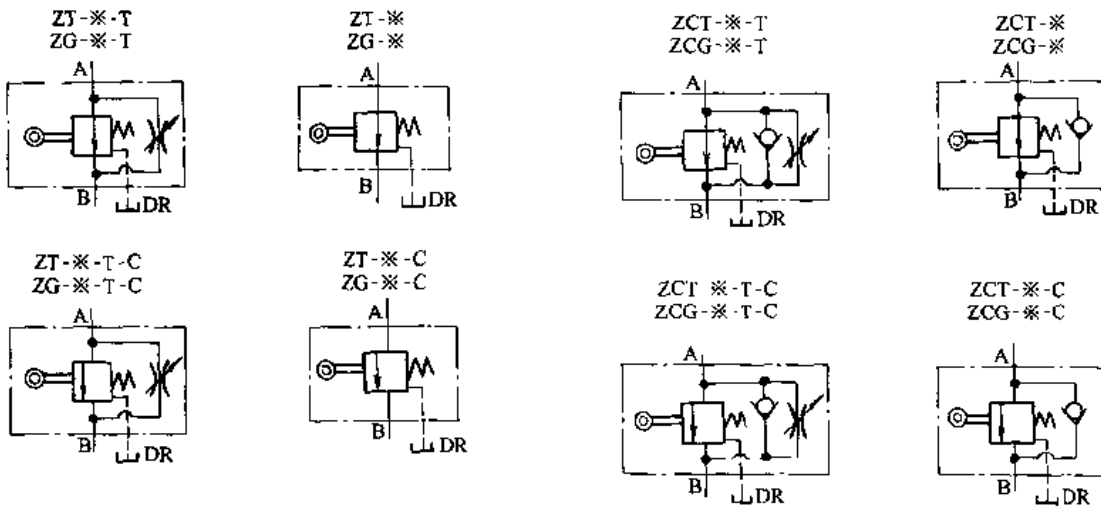 ZT-※-T
ZG-※-T
A
B
DR
ZT-※
ZG-※
A
B
DR
ZCT-※-T
ZCG-※-T
A
B
DR
ZCT-※
ZCG-※
A
B
DR
ZT-※-T-C
ZG-※-T-C
A
B
DR
ZT-※-C
ZG-※-C
A
B
DR
ZCT ※-T-C
ZCG-※-T-C
A
B
DR
ZCT-※-C
ZCG-※-C
A
B
DR